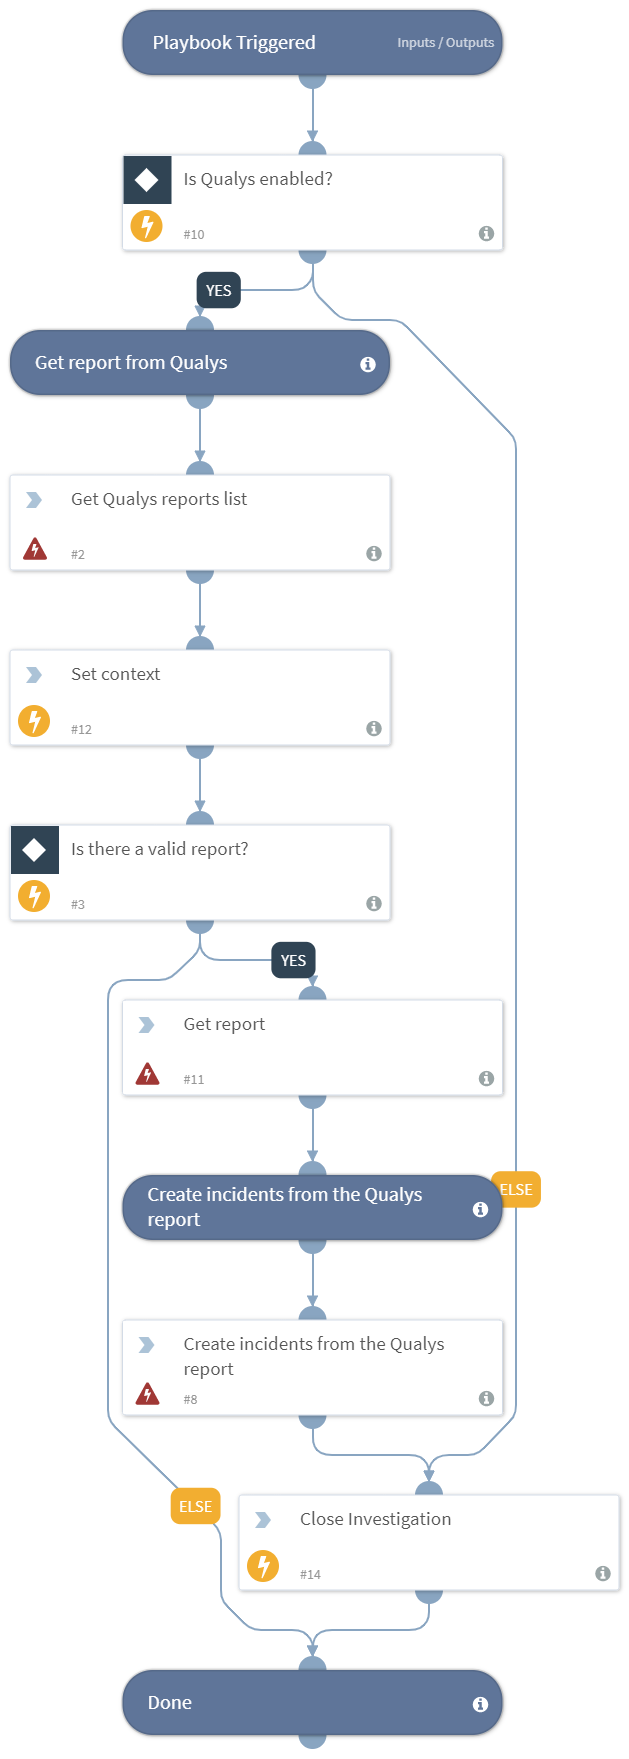 Playbook Triggered
Inputs / Outputs
Is Qualys enabled?
#10
YES
Get report from Qualys
Get Qualys reports list
#2
Set context
#12
Is there a valid report?
#3
YES
Get report
#11
Create incidents from the Qualys
report
ELSE
Create incidents from the Qualys
report
#8
ELSE
Close Investigation
#14
Done